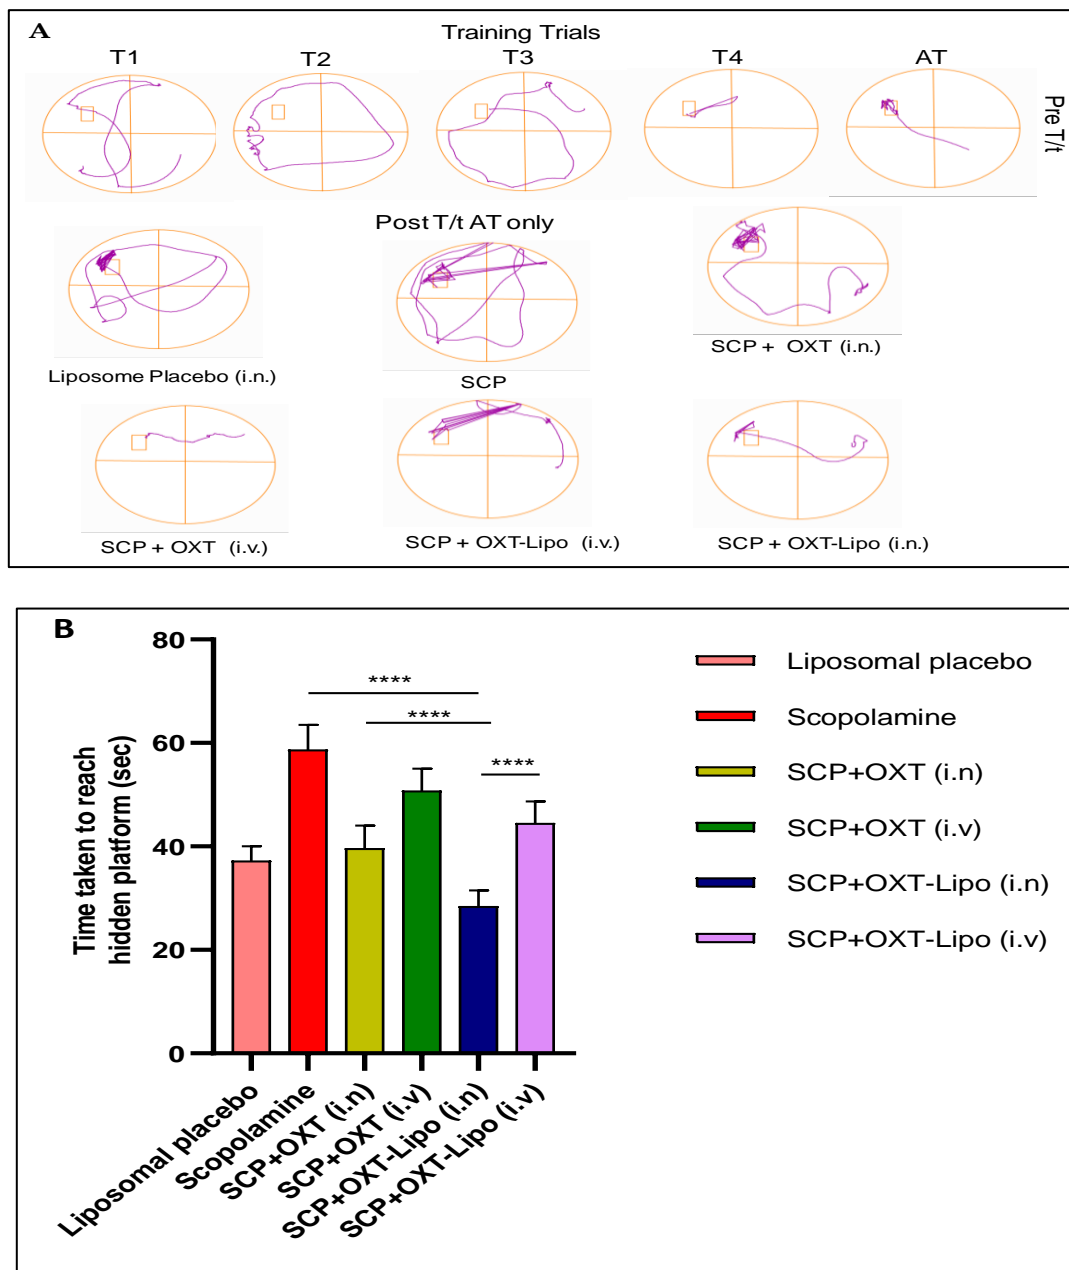 A
Training Trials
T1 T2 T3 T4 AT
Pre T/t
Post T/t AT only
Liposome Placebo (i.n.)
SCP
SCP + OXT (i.n.)
SCP + OXT (i.v.)
SCP + OXT-Lipo (i.v.)
SCP + OXT-Lipo (i.n.)
B
Time taken to reach
hidden platform (sec)
80
60
40
20
0
****
****
****
Liposomal placebo
Scopolamine
SCP+OXT (i.n)
SCP+OXT (i.v)
SCP+OXT-Lipo (i.n)
SCP+OXT-Lipo (i.v)
Liposomal placebo
Scopolamine
SCP+OXT (i.n)
SCP+OXT (i.v)
SCP+OXT-Lipo (i.n)
SCP+OXT-Lipo (i.v)